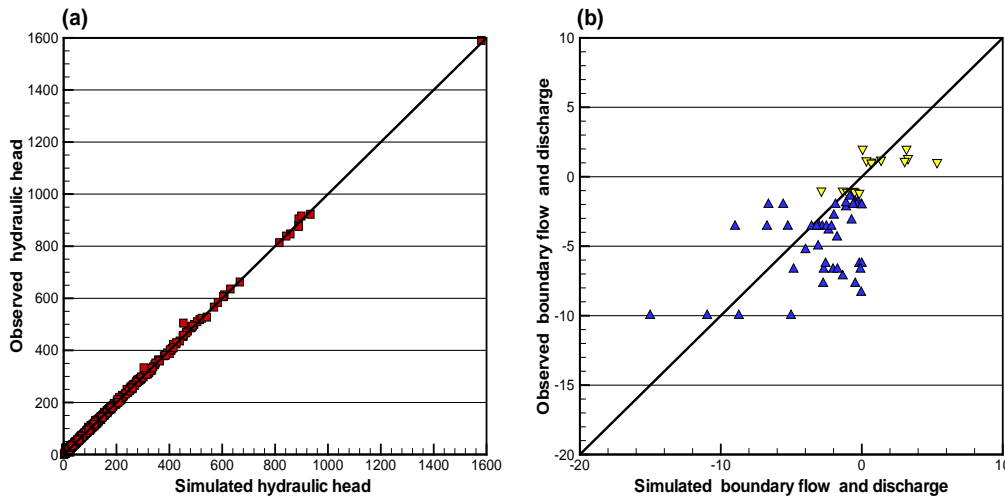 (a)
1600
1400
1200
1000
800
600
400
200
0
0 200 400 600 800 1000 1200 1400 1600
Observed hydraulic head
Simulated hydraulic head
(b)
10
5
0
-5
-10
-15
-20
-20 -10 0 10
Observed boundary flow and discharge
Simulated boundary flow and discharge